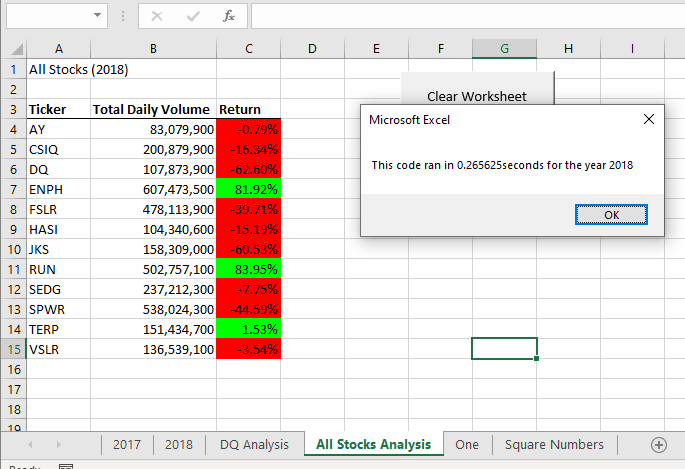 fx
A B C D E F G H I
1 All Stocks (2018)
2
Clear Worksheet
3 Ticker Total Daily Volume Return
4 AY 83,079,900 -0.79%
5 CSIQ 200,879,900 -16.34%
6 DQ 107,873,900 -62.60%
7 ENPH 607,473,500 81.92%
8 FSLR 478,113,900 -39.71%
9 HASI 104,340,600 -15.19%
10 JKS 158,309,000 -60.53%
11 RUN 502,757,100 83.95%
12 SEDG 237,212,300 -7.75%
13 SPWR 538,024,300 -44.59%
14 TERP 151,434,700 1.53%
15 VSLR 136,539,100 -3.54%
16
17
18
19
Microsoft Excel
This code ran in 0.265625seconds for the year 2018
OK
2017 2018 DQ Analysis All Stocks Analysis One Square Numbers
Ready